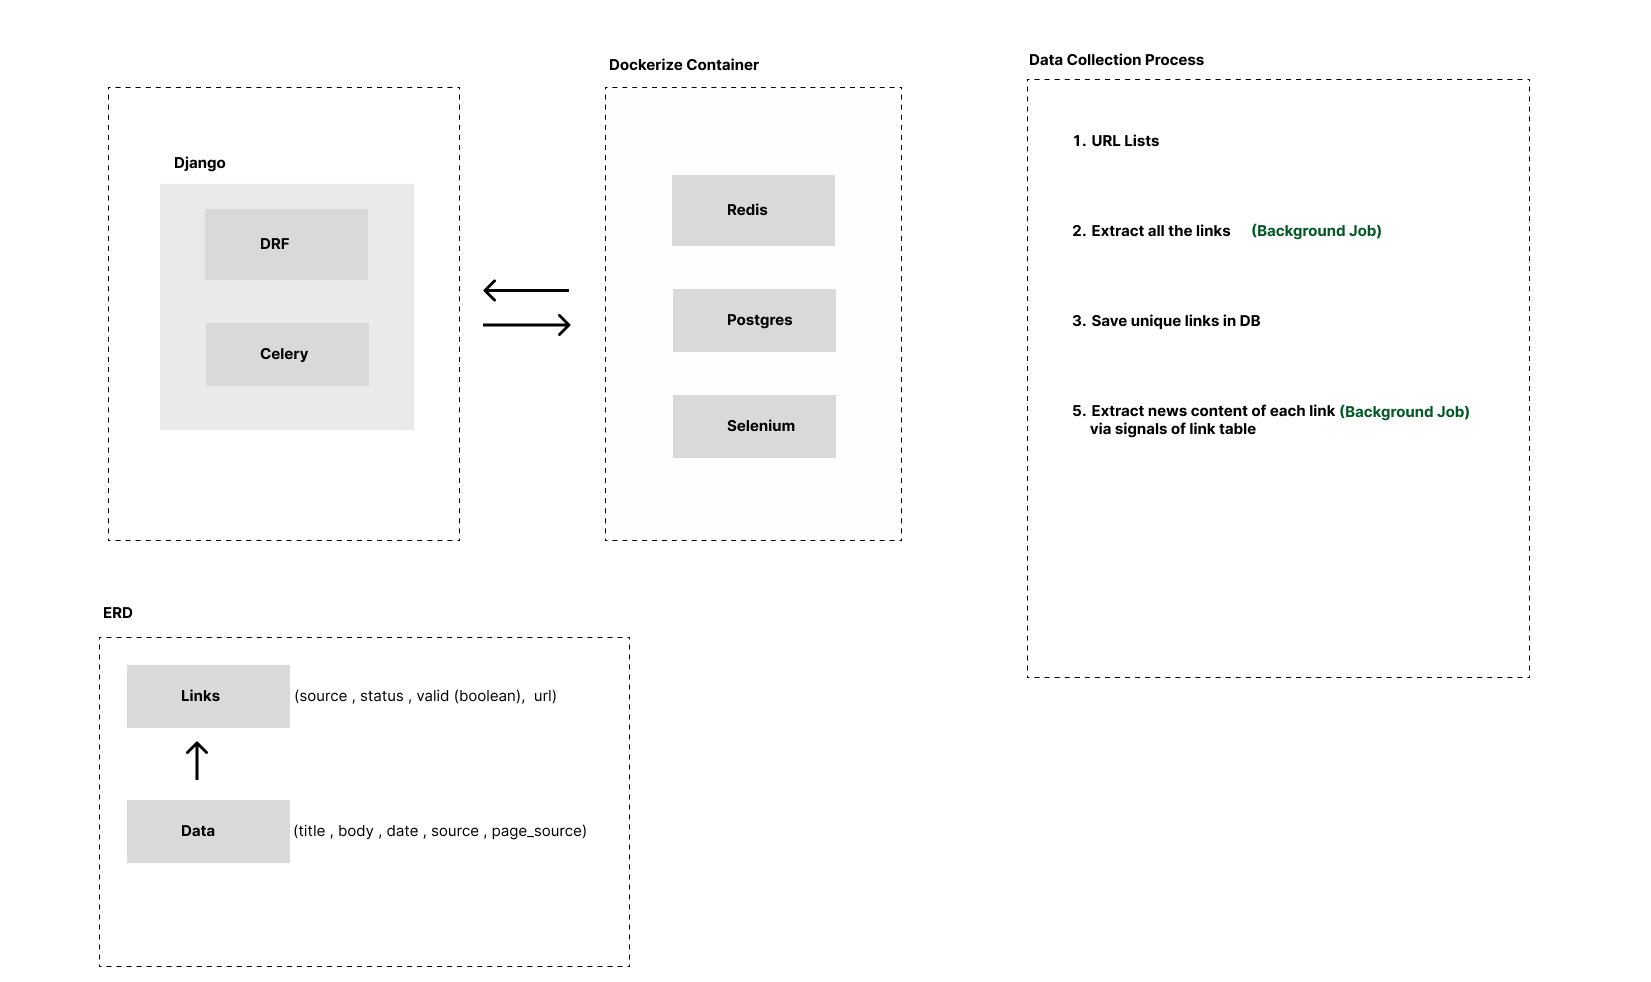 Dockerize Container
Data Collection Process
Django
DRF
Celery
Redis
Postgres
Selenium
1. URL Lists
2. Extract all the links (Background Job)
3. Save unique links in DB
5. Extract news content of each link (Background Job)
via signals of link table
ERD
Links (source , status , valid (boolean), url)
Data (title , body , date , source , page_source)